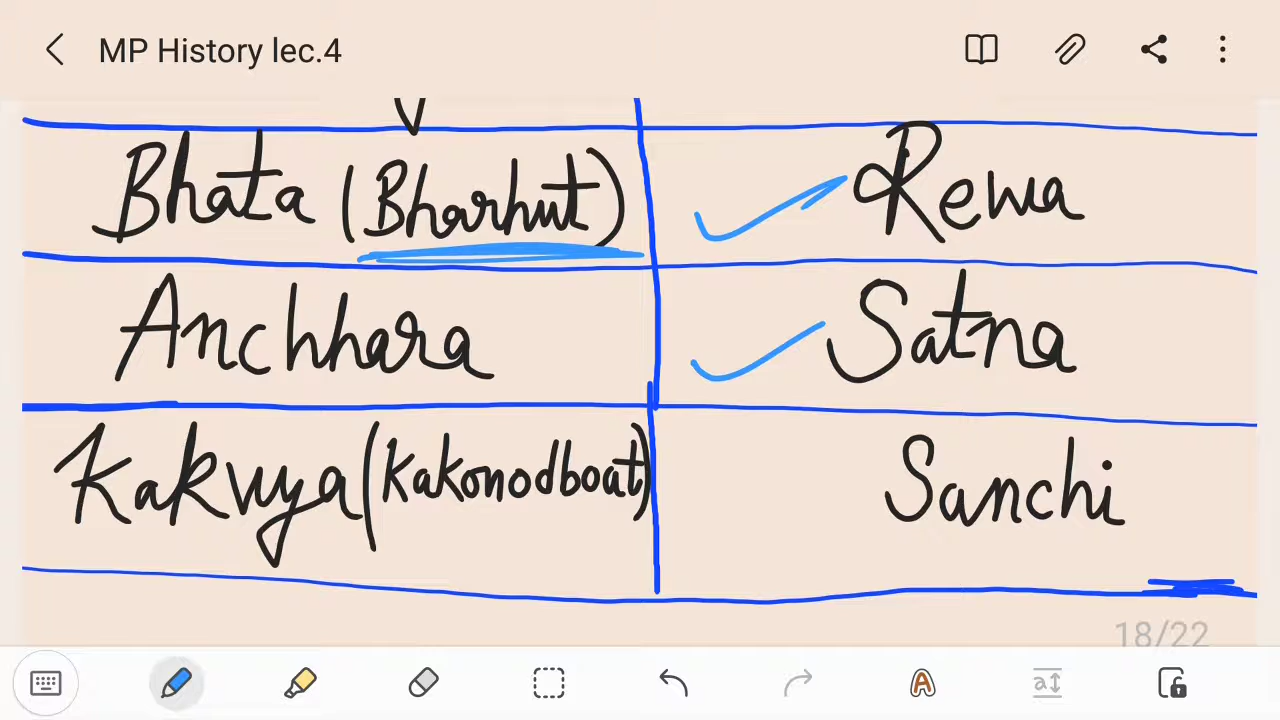 MP History lec.4
Bhata (Bharhut) Rewa
Anchhara Satna
Kakvya (Kakonodboat) Sanchi
18/22